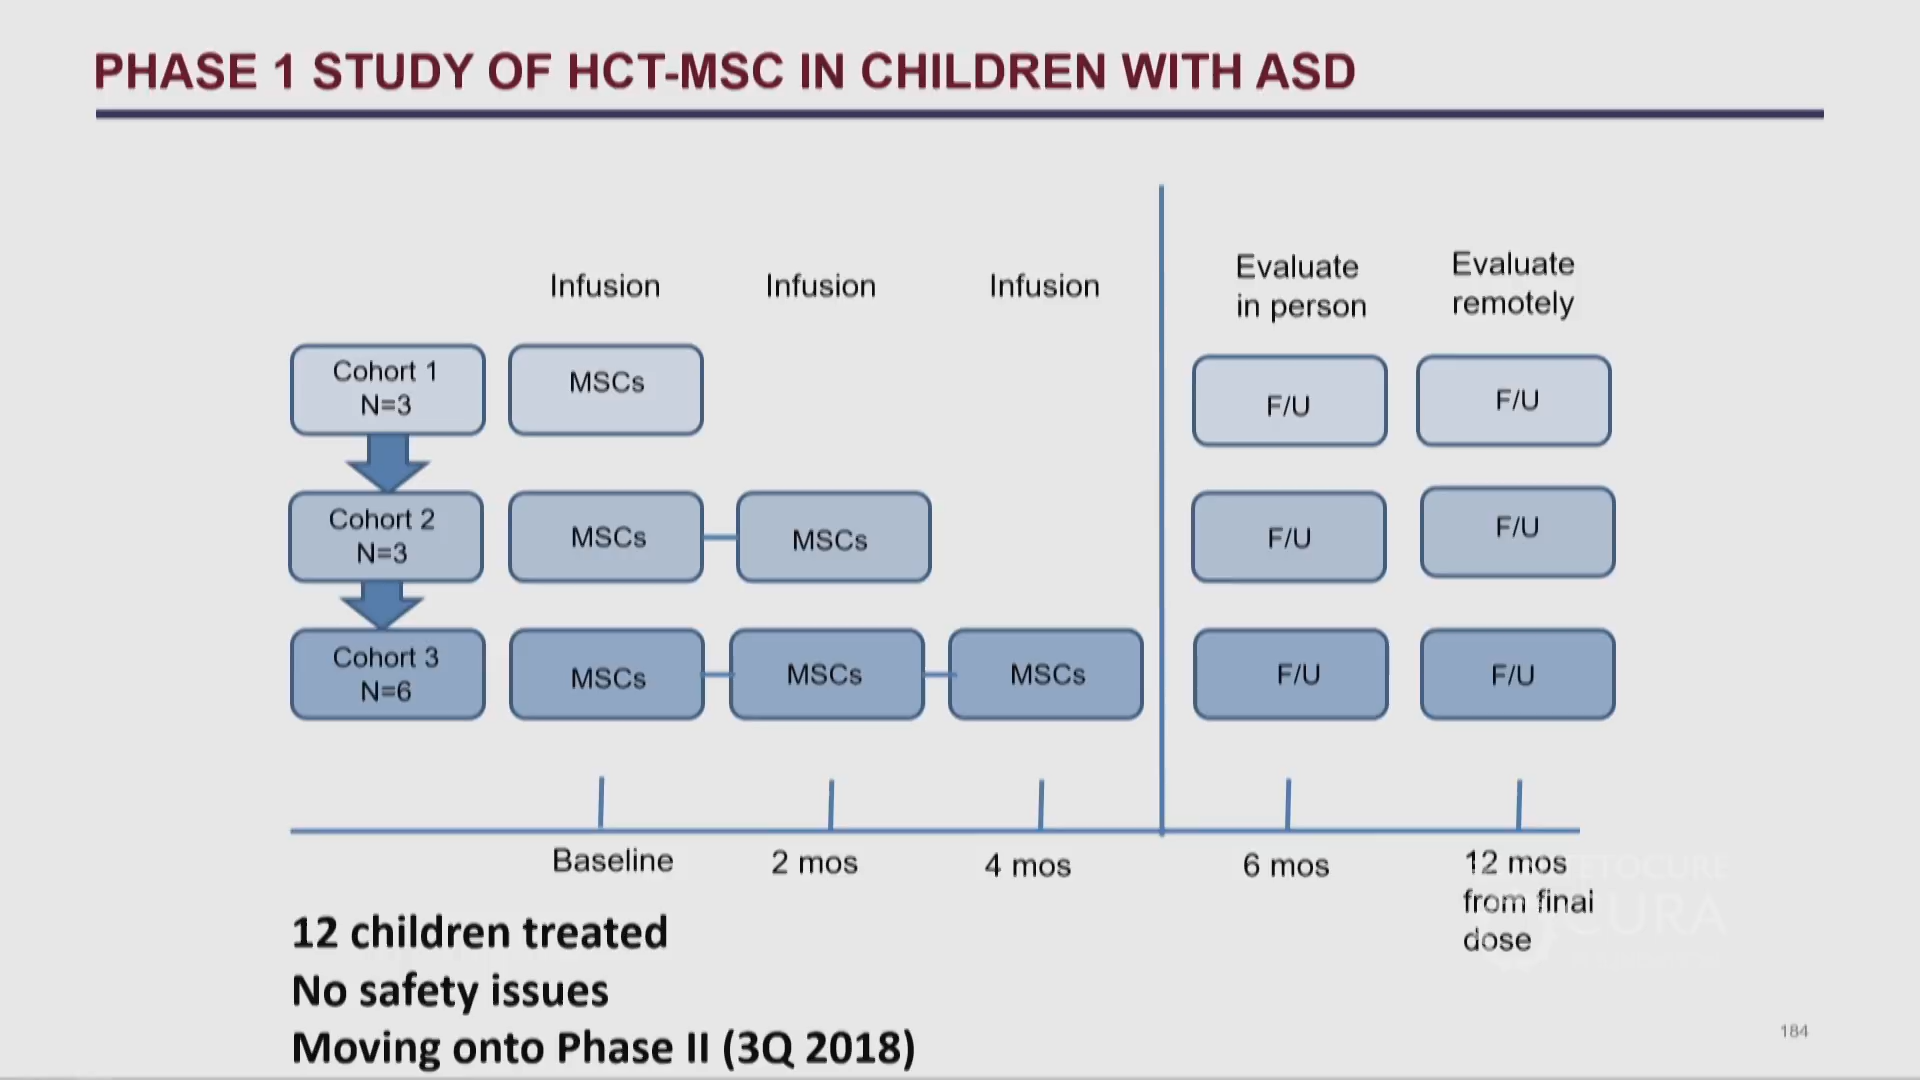 PHASE 1 STUDY OF HCT-MSC IN CHILDREN WITH ASD
Infusion
Infusion
Infusion
Evaluate
in person
Evaluate
remotely
Cohort 1
N=3
MSCs
F/U
F/U
Cohort 2
N=3
MSCs
MSCs
F/U
F/U
Cohort 3
N=6
MSCs
MSCs
MSCs
F/U
F/U
Baseline
2 mos
4 mos
6 mos
12 mos
from final
dose
12 children treated
No safety issues
Moving onto Phase II (3Q 2018)
184